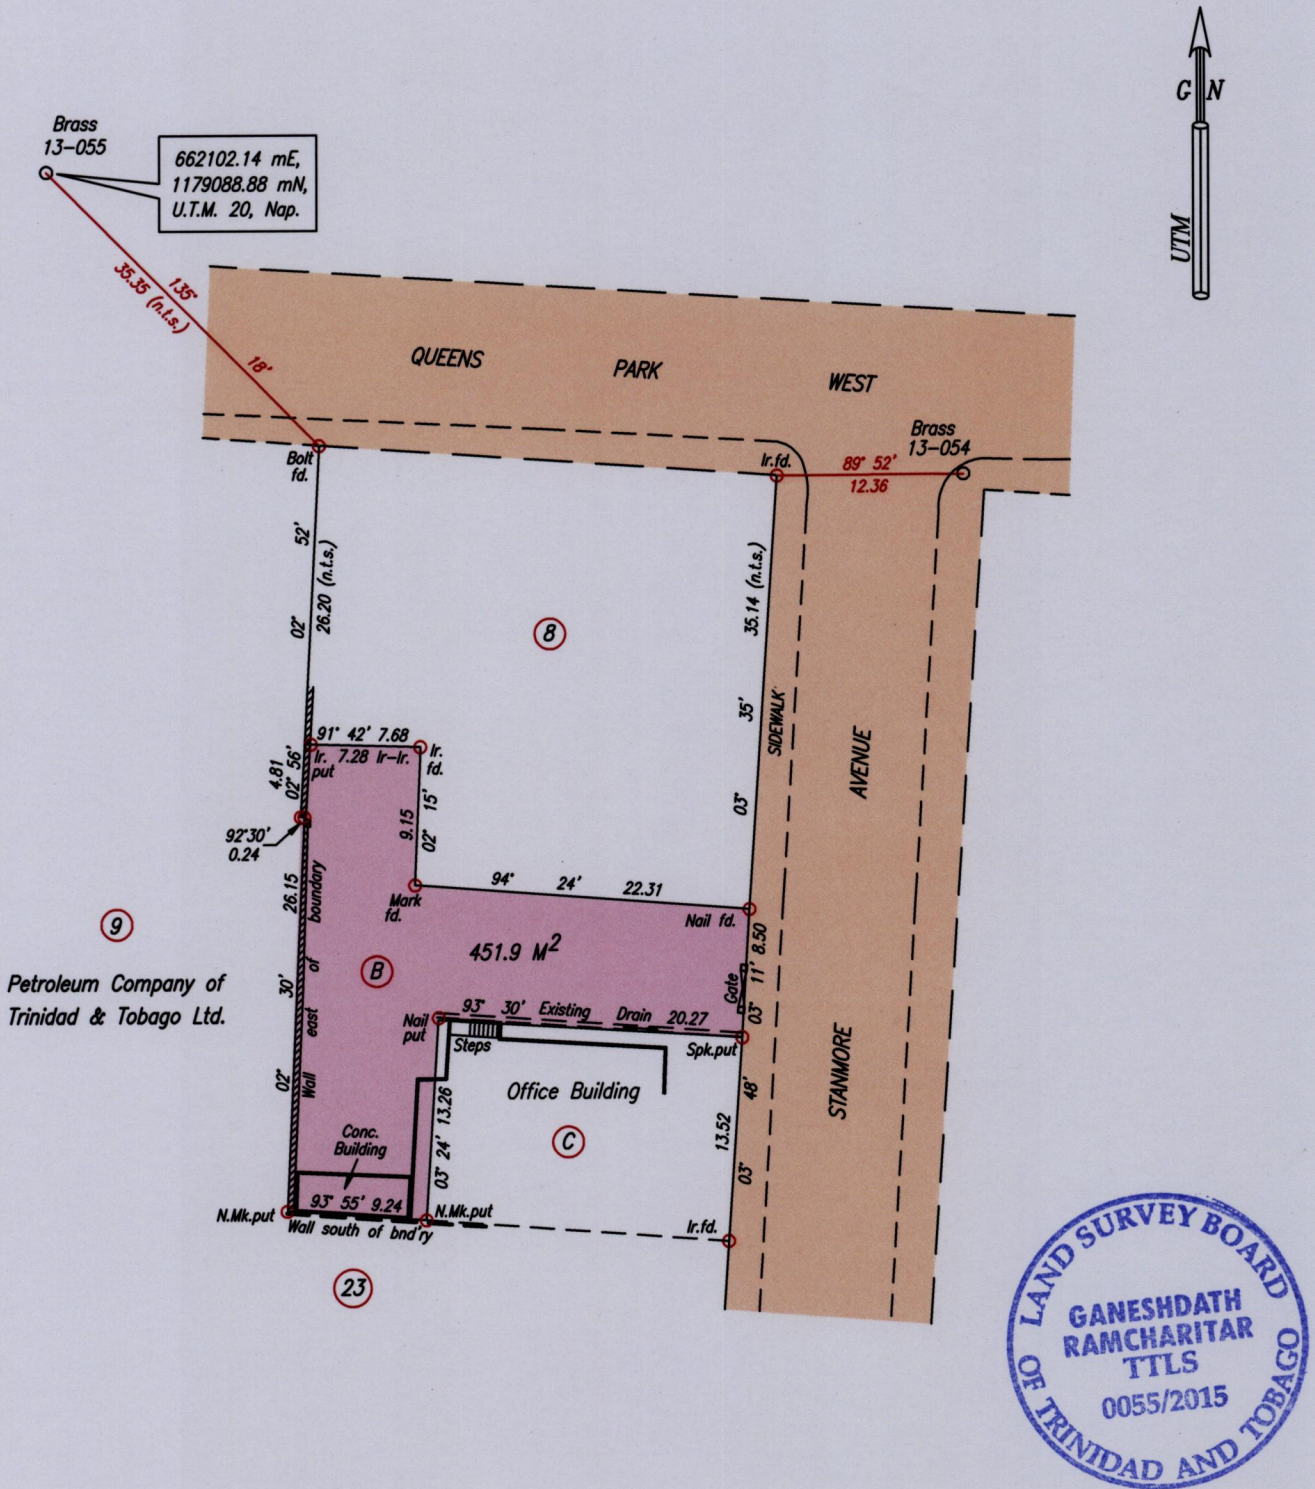 G N
UTM
Brass
13-055
662102.14 mE,
1179088.88 mN,
U.T.M. 20, Nap.
135° 18'
35.35 (n.t.s.)
QUEENS PARK WEST
Brass
13-054
Bolt
fd.
Ir.fd.
89° 52'
12.36
02° 52'
26.20 (n.t.s.)
35.14 (n.t.s.)
03° 35'
8
SIDEWALK
STANMORE AVENUE
91° 42' 7.68
Ir.
put
7.28 Ir-Ir.
Ir.
fd.
4.81
02° 56'
92°30'
0.24
9.15
02° 15'
94° 24' 22.31
Mark
fd.
Nail fd.
26.15
02° 30'
Wall east of boundary
9
Petroleum Company of
Trinidad & Tobago Ltd.
B
451.9 M2
8.50
03° 11'
Gate
93° 30' Existing Drain 20.27
Nail
put
Steps
Spk.put
Office Building
C
03° 24' 13.26
13.52
03° 48'
Conc.
Building
93° 55' 9.24
N.Mk.put
N.Mk.put
Wall south of bnd'ry
Ir.fd.
23
LAND SURVEY BOARD
GANESHDATH
RAMCHARITAR
TTLS
0055/2015
OF TRINIDAD AND TOBAGO